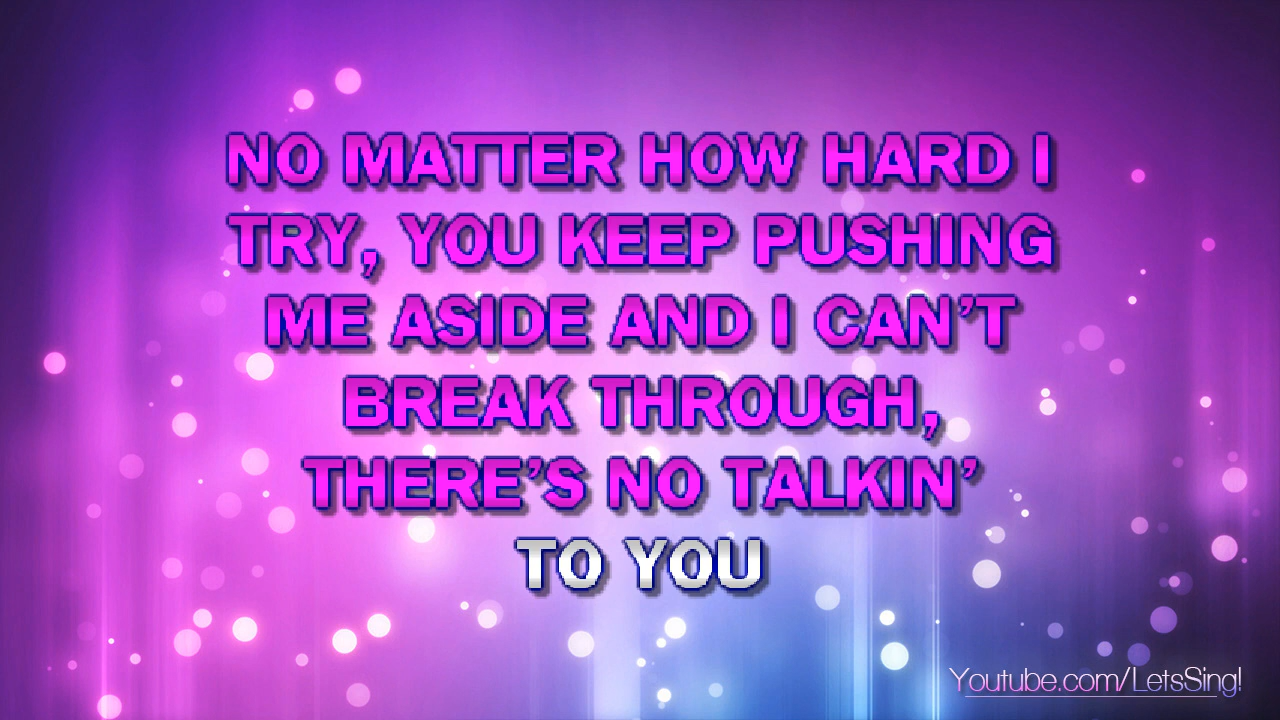 NO MATTER HOW HARD I
TRY, YOU KEEP PUSHING
ME ASIDE AND I CAN'T
BREAK THROUGH,
THERE'S NO TALKIN'
TO YOU
Youtube.com/LetsSing!